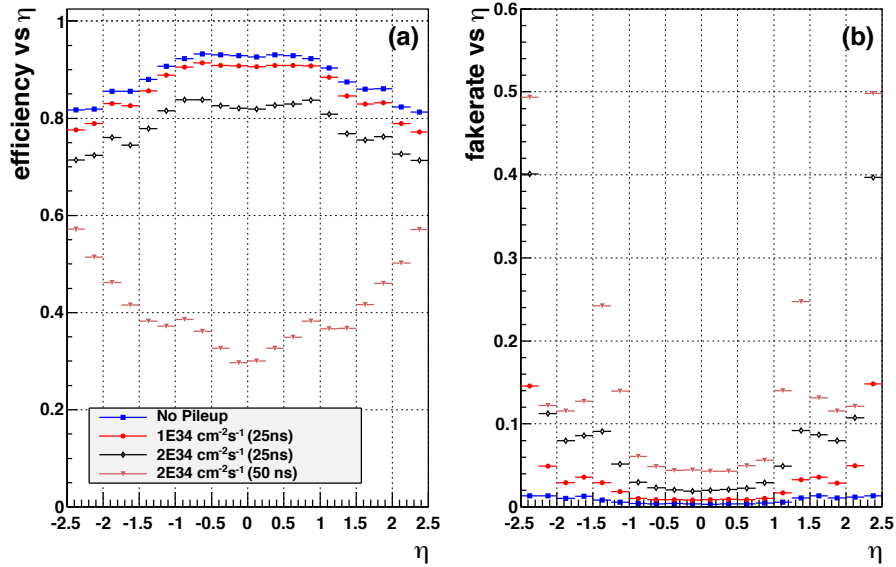 efficiency vs η
(a)
1
0.8
0.6
0.4
0.2
0
No Pileup
1E34 cm⁻²s⁻¹ (25ns)
2E34 cm⁻²s⁻¹ (25ns)
2E34 cm⁻²s⁻¹ (50 ns)
-2.5 -2 -1.5 -1 -0.5 0 0.5 1 1.5 2 2.5
η
fakerate vs η
(b)
0.6
0.5
0.4
0.3
0.2
0.1
0
-2.5 -2 -1.5 -1 -0.5 0 0.5 1 1.5 2 2.5
η